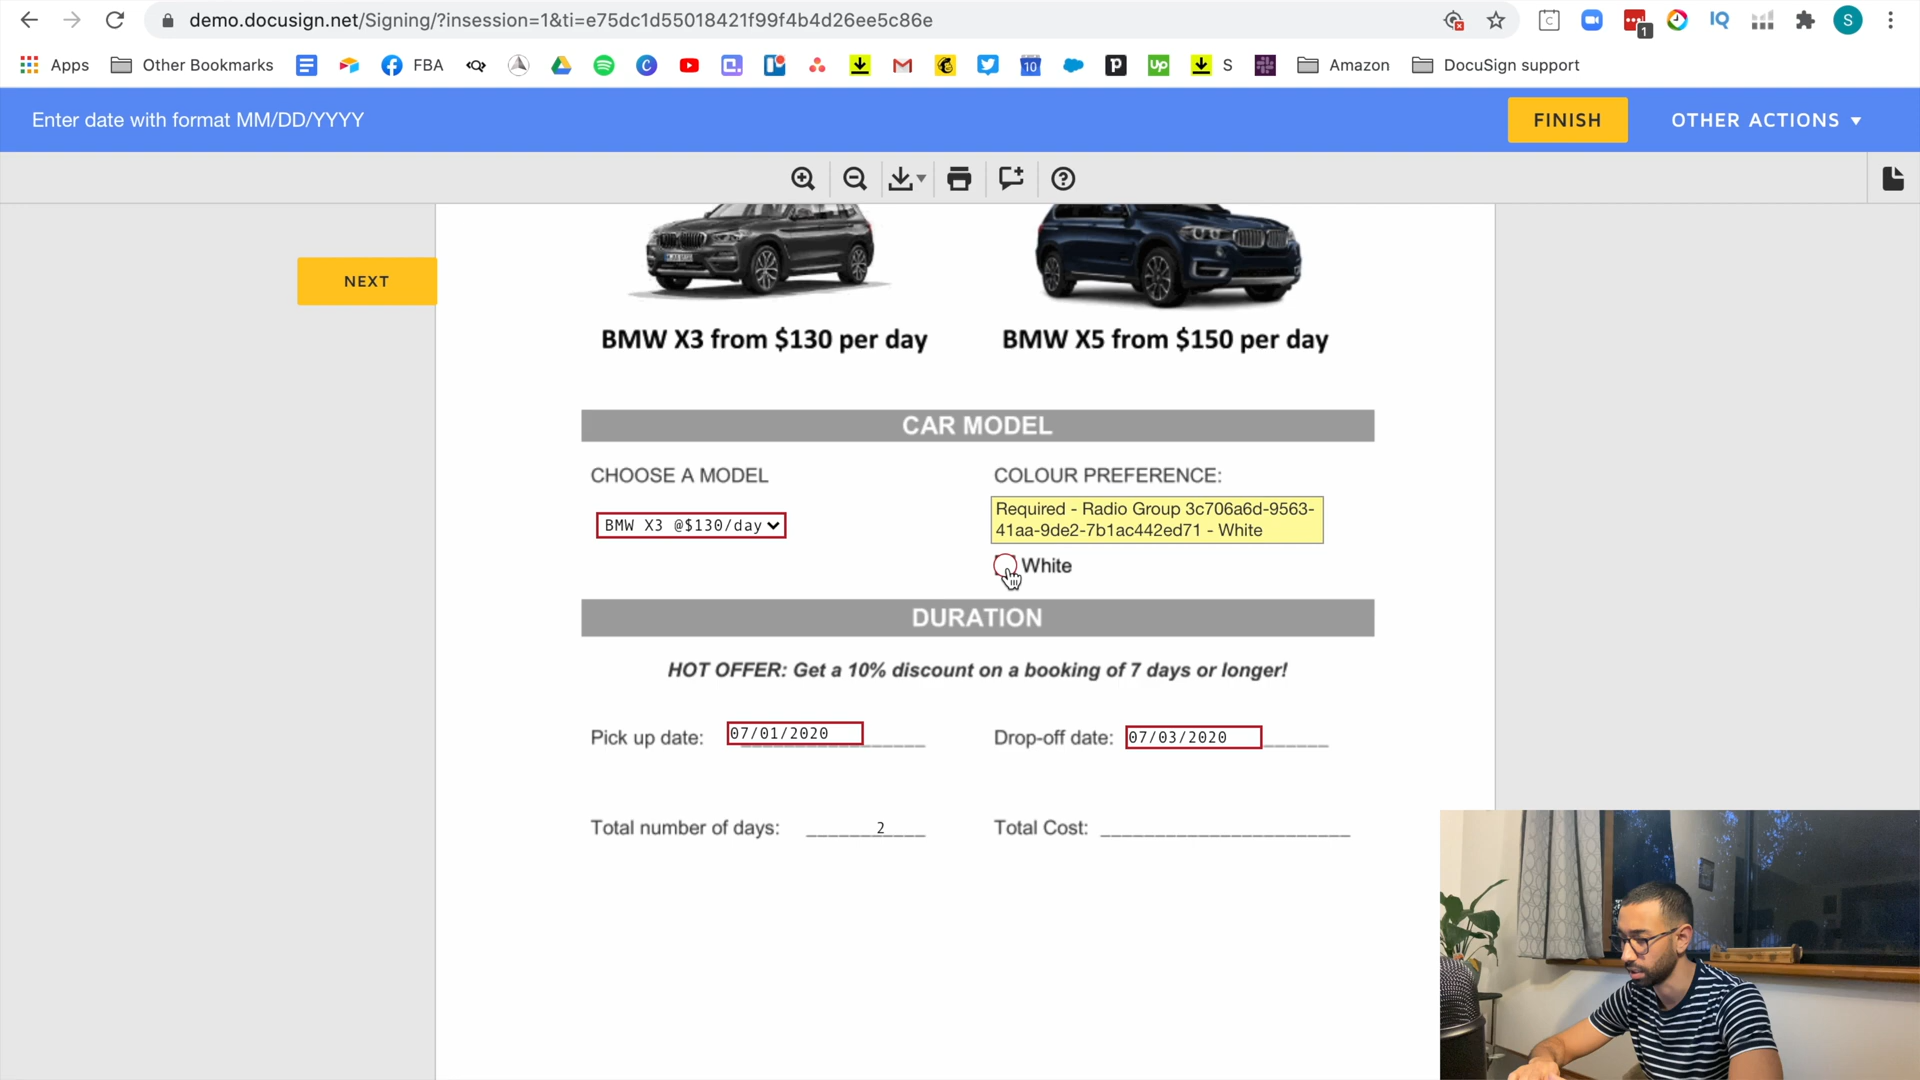 demo.docusign.net/Signing/?insession=1&ti=e75dc1d55018421f99f4b4d26ee5c86e
1
S
Apps
Other Bookmarks
FBA
10
S
Amazon
DocuSign support
Enter date with format MM/DD/YYYY
FINISH
OTHER ACTIONS
NEXT
BMW X3 from $130 per day
BMW X5 from $150 per day
CAR MODEL
CHOOSE A MODEL
COLOUR PREFERENCE:
Required - Radio Group 3c706a6d-9563-
41aa-9de2-7b1ac442ed71 - White
BMW X3 @$130/day
White
DURATION
HOT OFFER: Get a 10% discount on a booking of 7 days or longer!
Pick up date: 07/01/2020
Drop-off date: 07/03/2020
Total number of days: 2
Total Cost: